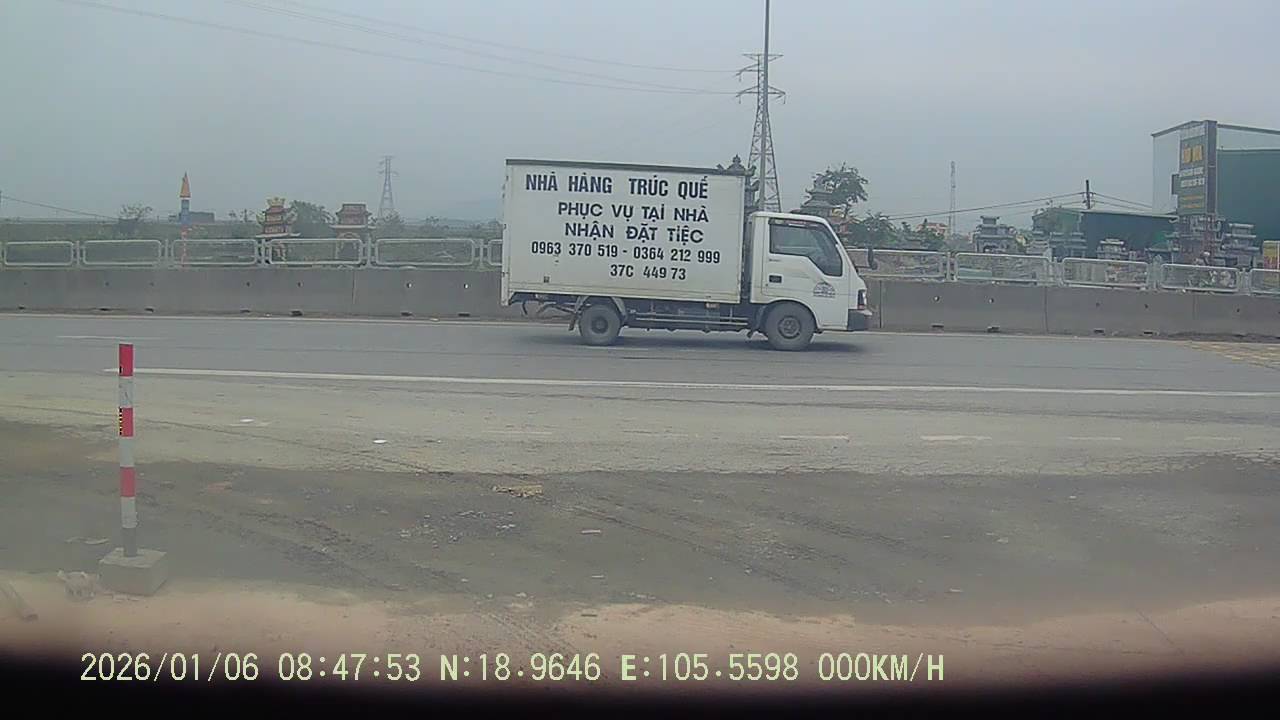 NHÀ HÀNG TRÚC QUẾ
PHỤC VỤ TẠI NHÀ
NHẬN ĐẶT TIỆC
0963 370 519 - 0364 212 999
37C 449 73
2026/01/06 08:47:53 N:18.9646 E:105.5598 000KM/H